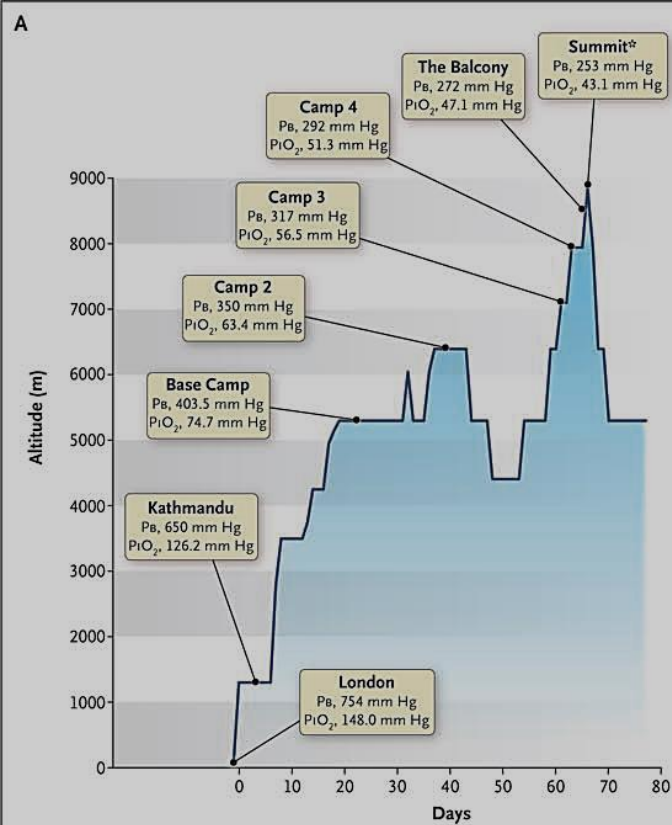 A
Summit☆
PB, 253 mm Hg
PIO₂, 43.1 mm Hg
The Balcony
PB, 272 mm Hg
PIO₂, 47.1 mm Hg
Camp 4
PB, 292 mm Hg
PIO₂, 51.3 mm Hg
Camp 3
PB, 317 mm Hg
PIO₂, 56.5 mm Hg
Camp 2
PB, 350 mm Hg
PIO₂, 63.4 mm Hg
Base Camp
PB, 403.5 mm Hg
PIO₂, 74.7 mm Hg
Kathmandu
PB, 650 mm Hg
PIO₂, 126.2 mm Hg
London
PB, 754 mm Hg
PIO₂, 148.0 mm Hg
Altitude (m)
9000
8000
7000
6000
5000
4000
3000
2000
1000
0
0 10 20 30 40 50 60 70 80
Days